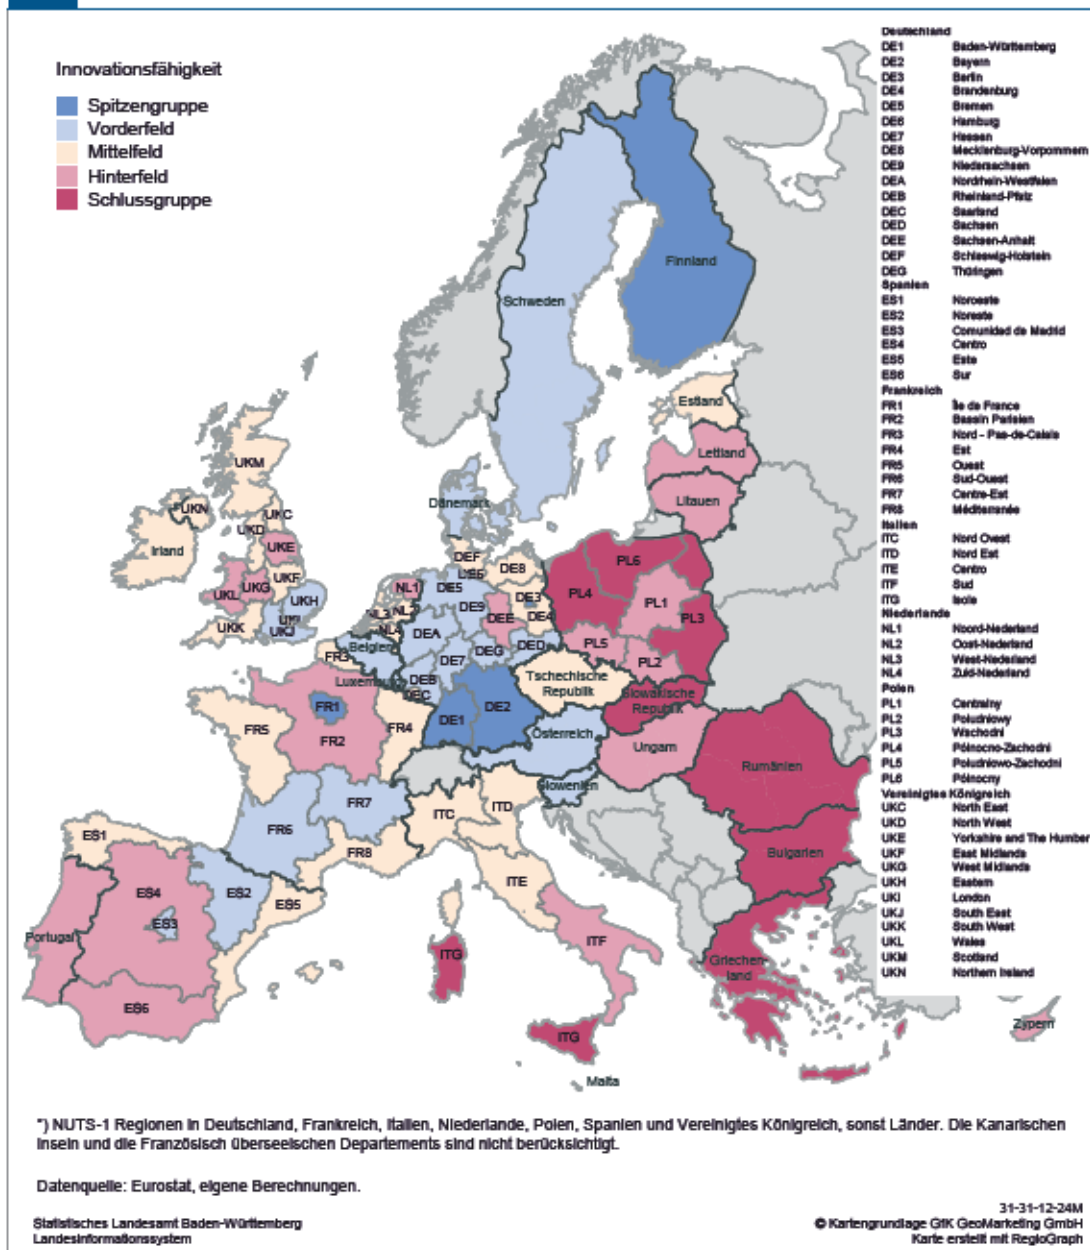 Innovationsfähigkeit
Spitzengruppe
Vorderfeld
Mittelfeld
Hinterfeld
Schlussgruppe
Deutschland
DE1 Baden-Württemberg
DE2 Bayern
DE3 Berlin
DE4 Brandenburg
DE5 Bremen
DE6 Hamburg
DE7 Hessen
DE8 Mecklenburg-Vorpommern
DE9 Niedersachsen
DEA Nordrhein-Westfalen
DEB Rheinland-Pfalz
DEC Saarland
DED Sachsen
DEE Sachsen-Anhalt
DEF Schleswig-Holstein
DEG Thüringen
Spanien
ES1 Noroeste
ES2 Noreste
ES3 Comunidad de Madrid
ES4 Centro
ES5 Este
ES6 Sur
Frankreich
FR1 Île de France
FR2 Bassin Parisien
FR3 Nord - Pas-de-Calais
FR4 Est
FR5 Ouest
FR6 Sud-Ouest
FR7 Centre-Est
FR8 Méditerranée
Italien
ITC Nord Ovest
ITD Nord Est
ITE Centro
ITF Sud
ITG Isole
Niederlande
NL1 Noord-Nederland
NL2 Oost-Nederland
NL3 West-Nederland
NL4 Zuid-Nederland
Polen
PL1 Centralny
PL2 Poludniowy
PL3 Wschodni
PL4 Pólnocno-Zachodni
PL5 Poludniowo-Zachodni
PL6 Pólnocny
Vereinigtes Königreich
UKC North East
UKD North West
UKE Yorkshire and The Humber
UKF East Midlands
UKG West Midlands
UKH Eastern
UKI London
UKJ South East
UKK South West
UKL Wales
UKM Scotland
UKN Northern Ireland
Finnland
Schweden
Estland
Lettland
Litauen
Dänemark
UKM
UKN
UKC
UKD
Irland
UKE
UKF
UKG
UKL
UKH
UKJ
UKK
DEF
DE6
DE8
DE5
DE3
DE4
DE9
DEE
DEA
DEG
DED
DE7
DEB
DEC
DE1
DE2
NL1
NL2
NL3
NL4
Belgien
Luxemburg
PL6
PL4
PL1
PL3
PL5
PL2
Tschechische
Republik
Slowakische
Republik
Österreich
Ungarn
Slowenien
Rumänien
Bulgarien
Griechen-
land
Zypern
Malta
FR3
FR1
FR2
FR4
FR5
FR6
FR7
FR8
ITC
ITD
ITE
ITF
ITG
ITG
ES1
ES2
ES3
ES4
ES5
ES6
Portugal
*) NUTS-1 Regionen in Deutschland, Frankreich, Italien, Niederlande, Polen, Spanien und Vereinigtes Königreich, sonst Länder. Die Kanarischen
Inseln und die Französisch überseeischen Departements sind nicht berücksichtigt.
Datenquelle: Eurostat, eigene Berechnungen.
Statistisches Landesamt Baden-Württemberg
Landesinformationssystem
31-31-12-24M
© Kartengrundlage GfK GeoMarketing GmbH
Karte erstellt mit RegioGraph